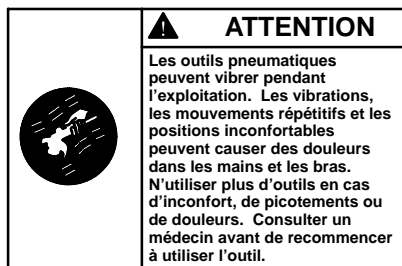 ATTENTION
Les outils pneumatiques
peuvent vibrer pendant
l'exploitation. Les vibrations,
les mouvements répétitifs et les
positions inconfortables
peuvent causer des douleurs
dans les mains et les bras.
N'utiliser plus d'outils en cas
d'inconfort, de picotements ou
de douleurs. Consulter un
médecin avant de recommencer
à utiliser l'outil.